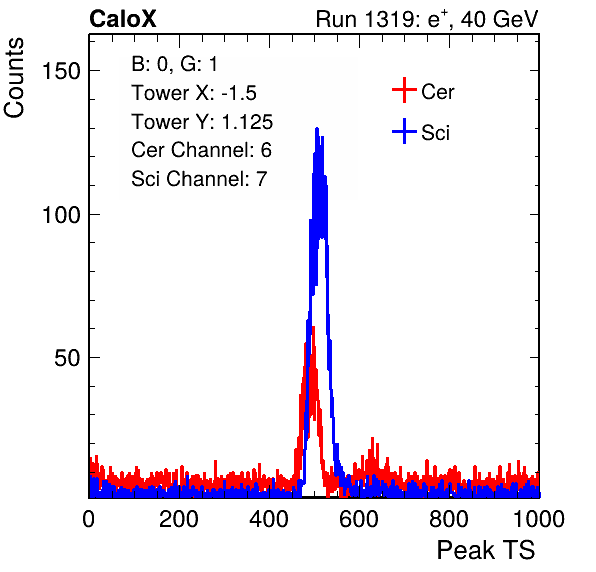 CaloX Run 1319: e⁺, 40 GeV
Counts
150
100
50
B: 0, G: 1
Tower X: -1.5
Tower Y: 1.125
Cer Channel: 6
Sci Channel: 7
Cer
Sci
0 200 400 600 800 1000
Peak TS